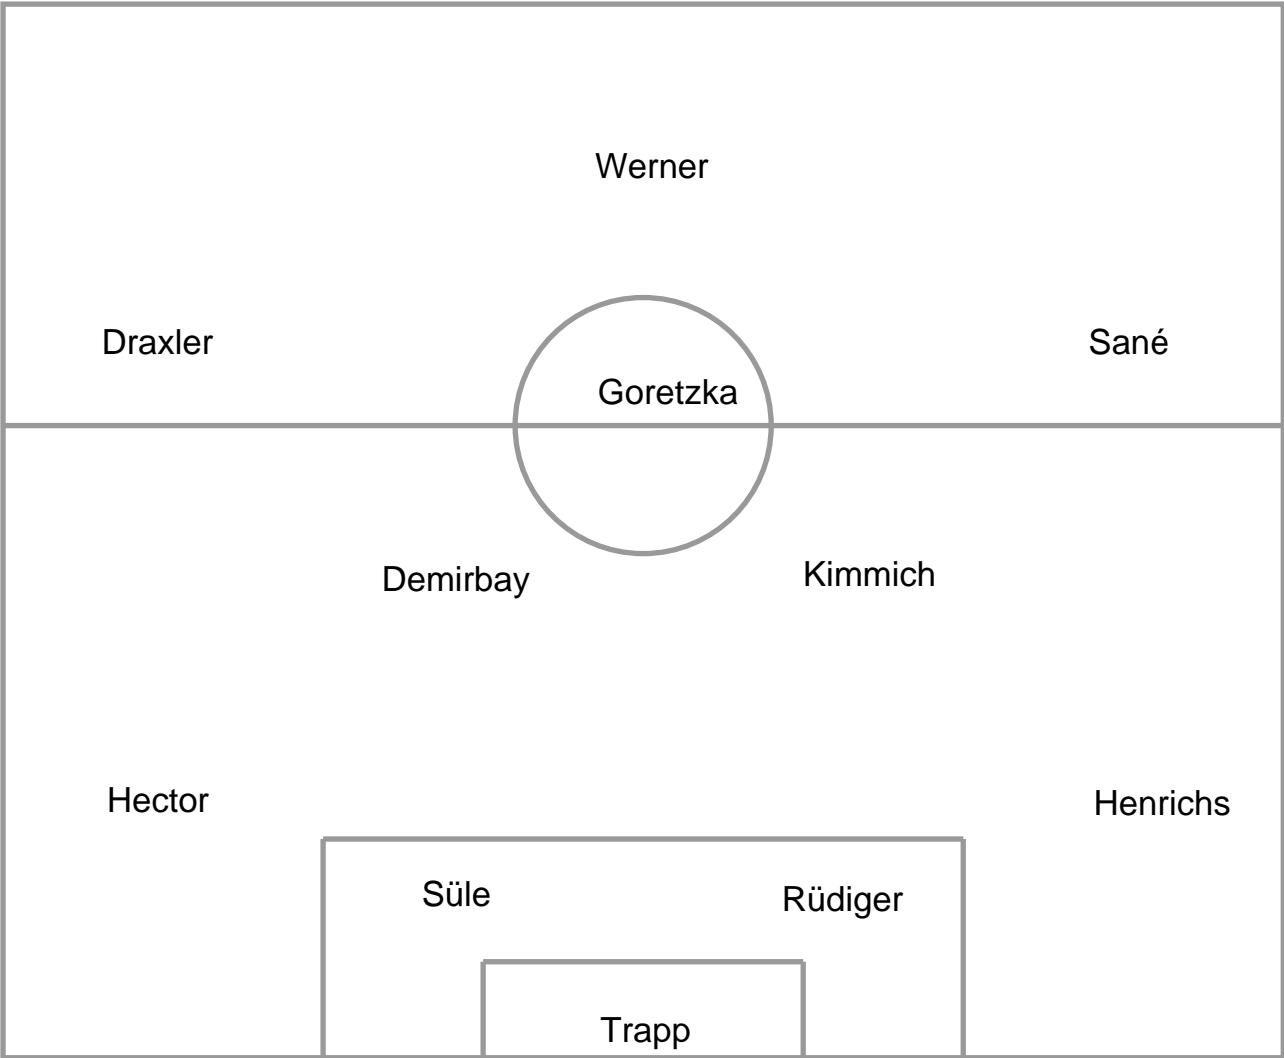 Werner
Draxler
Sané
Goretzka
Demirbay
Kimmich
Hector
Henrichs
Süle
Rüdiger
Trapp